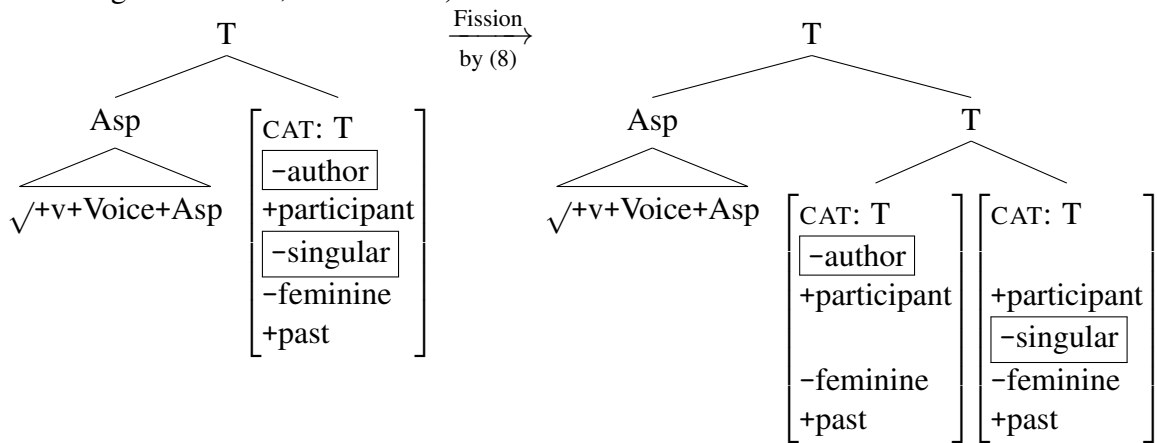 T
Fission
by (8)
T
Asp
CAT: T
-author
+participant
-singular
-feminine
+past
√+v+Voice+Asp
Asp
T
√+v+Voice+Asp
CAT: T
-author
+participant
-feminine
+past
CAT: T
+participant
-singular
-feminine
+past